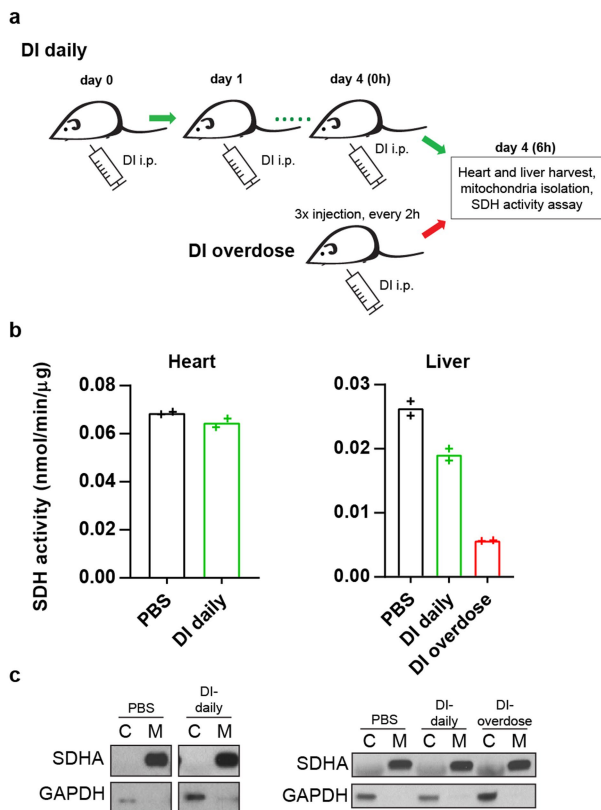 a
DI daily
day 0
day 1
day 4 (0h)
DI i.p.
DI i.p.
DI i.p.
day 4 (6h)
Heart and liver harvest,
mitochondria isolation,
SDH activity assay
3x injection, every 2h
DI overdose
DI i.p.
b
Heart
Liver
SDH activity (nmol/min/µg)
0.08
0.06
0.04
0.02
0.00
PBS
DI daily
0.03
0.02
0.01
0.00
PBS
DI daily
DI overdose
c
PBS
DI-
daily
C M C M
SDHA
GAPDH
PBS
DI-
daily
DI-
overdose
C M C M C M
SDHA
GAPDH